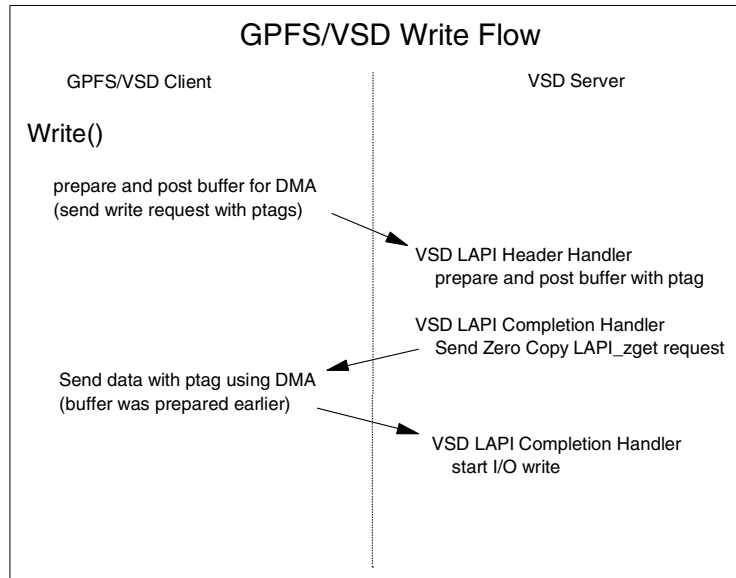 GPFS/VSD Write Flow
GPFS/VSD Client
VSD Server
Write()
prepare and post buffer for DMA
(send write request with ptags)
VSD LAPI Header Handler
prepare and post buffer with ptag
VSD LAPI Completion Handler
Send Zero Copy LAPI_zget request
Send data with ptag using DMA
(buffer was prepared earlier)
VSD LAPI Completion Handler
start I/O write